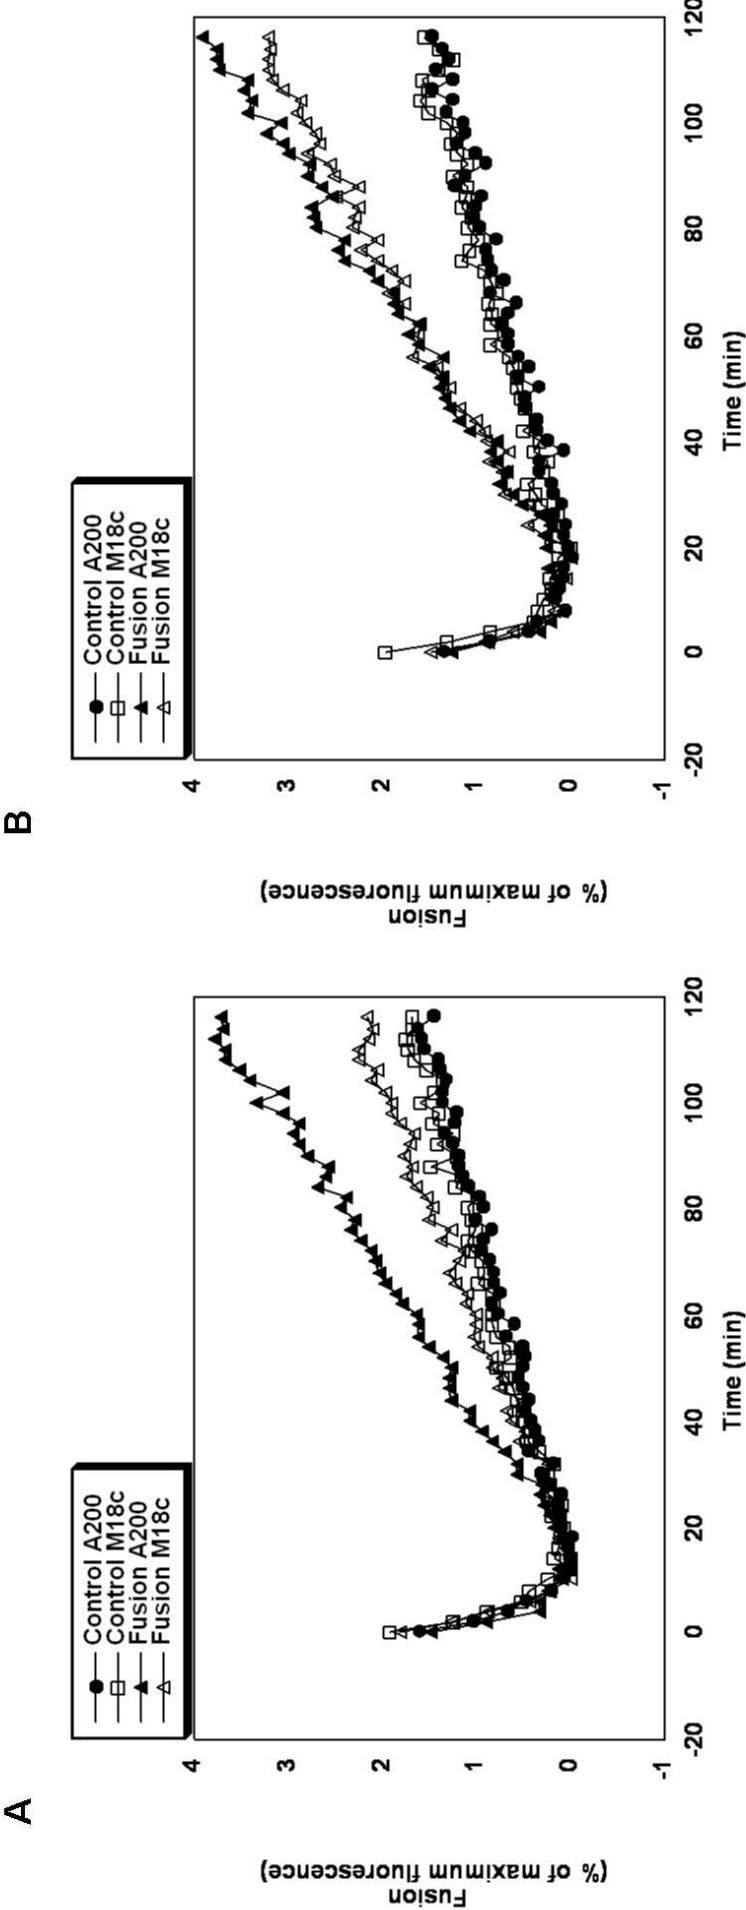 A
Control A200
Control M18c
Fusion A200
Fusion M18c
Fusion
(% of maximum fluorescence)
4
3
2
1
0
-1
-20
0
20
40
60
80
100
120
Time (min)
B
Control A200
Control M18c
Fusion A200
Fusion M18c
Fusion
(% of maximum fluorescence)
4
3
2
1
0
-1
-20
0
20
40
60
80
100
120
Time (min)